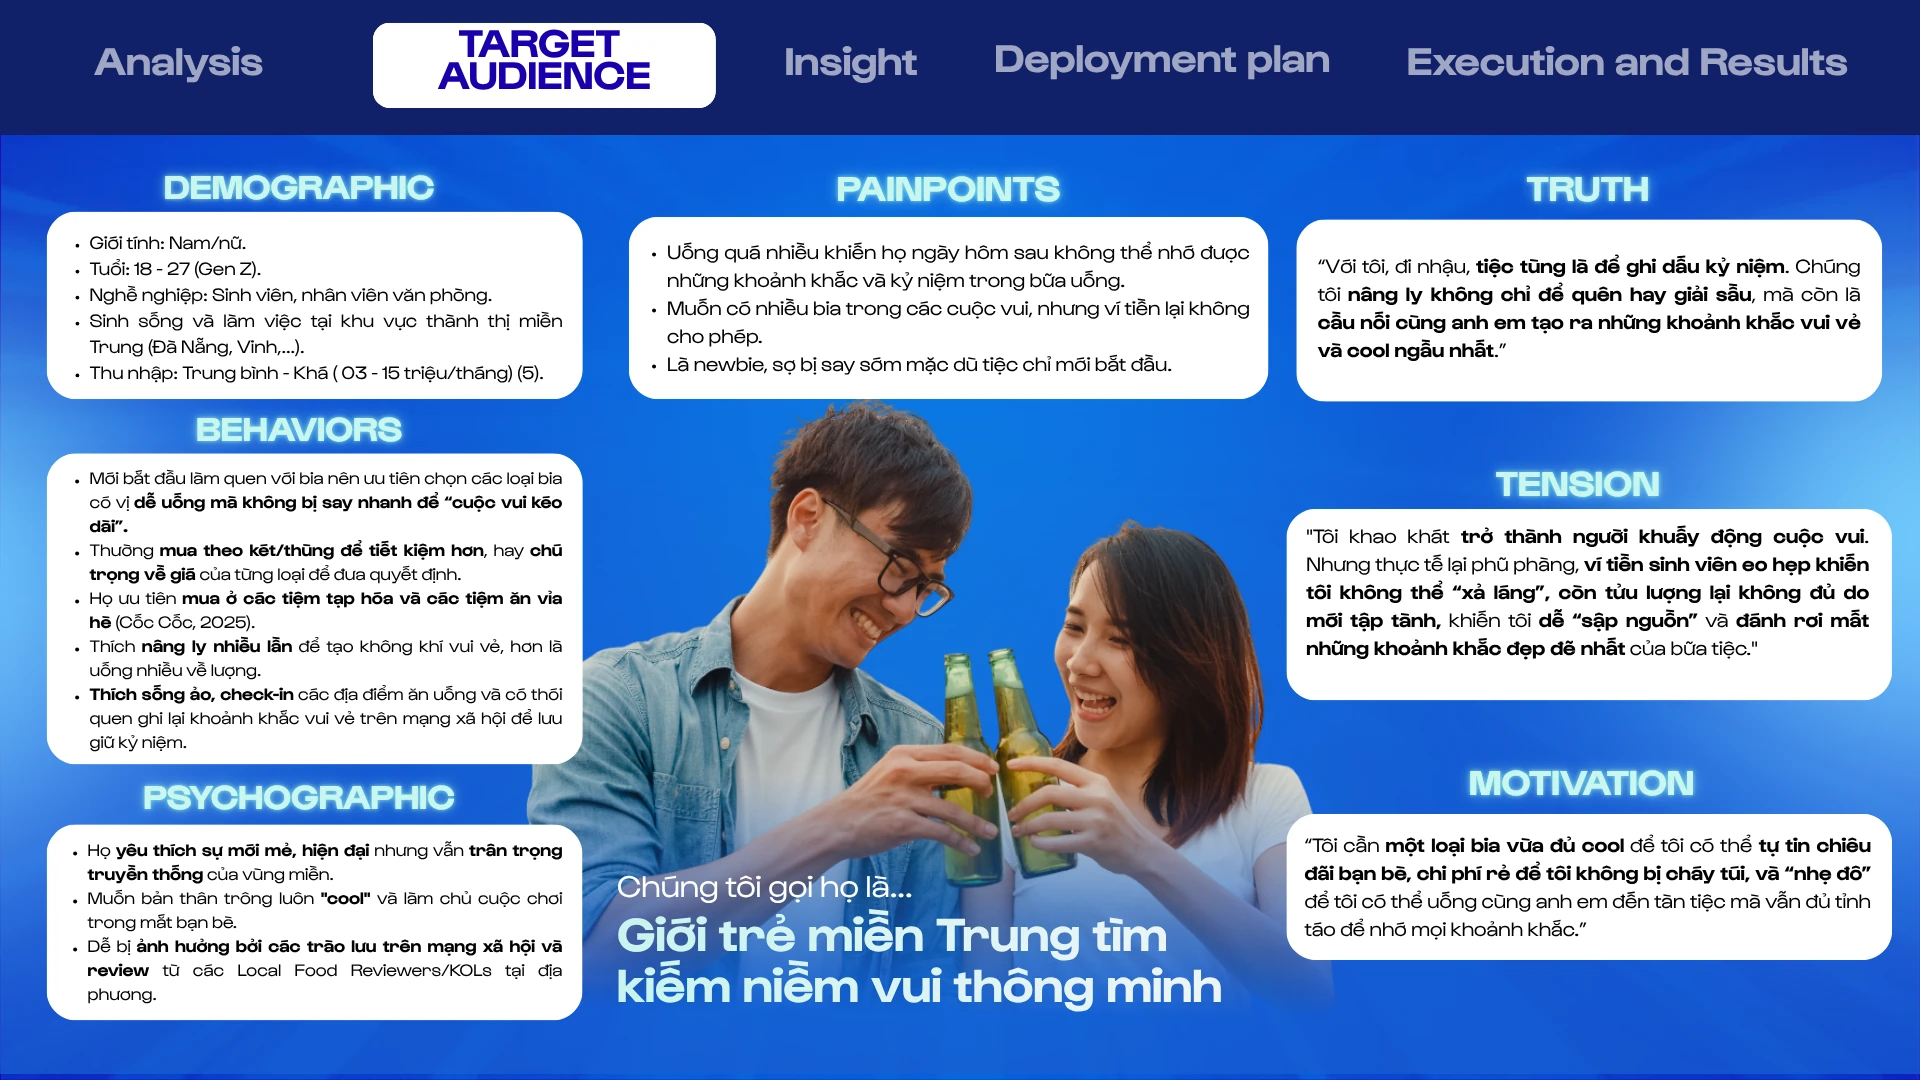 Analysis
TARGET
AUDIENCE
Insight
Deployment plan
Execution and Results
DEMOGRAPHIC
• Giới tính: Nam/nữ.
• Tuổi: 18 - 27 (Gen Z).
• Nghề nghiệp: Sinh viên, nhân viên văn phòng.
• Sinh sống và làm việc tại khu vực thành thị miền
Trung (Đà Nẵng, Vinh,...).
• Thu nhập: Trung bình - Khá ( 03 - 15 triệu/tháng) (5).
BEHAVIORS
• Mới bắt đầu làm quen với bia nên ưu tiên chọn các loại bia
có vị dễ uống mà không bị say nhanh để “cuộc vui kéo
dài”.
• Thường mua theo két/thùng để tiết kiệm hơn, hay chú
trọng về giá của từng loại để đưa quyết định.
• Họ ưu tiên mua ở các tiệm tạp hóa và các tiệm ăn vỉa
hè (Cốc Cốc, 2025).
• Thích nâng ly nhiều lần để tạo không khí vui vẻ, hơn là
uống nhiều về lượng.
• Thích sống ảo, check-in các địa điểm ăn uống và có thói
quen ghi lại khoảnh khắc vui vẻ trên mạng xã hội để lưu
giữ kỷ niệm.
PSYCHOGRAPHIC
• Họ yêu thích sự mới mẻ, hiện đại nhưng vẫn trân trọng
truyền thống của vùng miền.
• Muốn bản thân trông luôn "cool" và làm chủ cuộc chơi
trong mắt bạn bè.
• Dễ bị ảnh hưởng bởi các trào lưu trên mạng xã hội và
review từ các Local Food Reviewers/KOLs tại địa
phương.
PAINPOINTS
• Uống quá nhiều khiến họ ngày hôm sau không thể nhớ được
những khoảnh khắc và kỷ niệm trong bữa uống.
• Muốn có nhiều bia trong các cuộc vui, nhưng ví tiền lại không
cho phép.
• Là newbie, sợ bị say sớm mặc dù tiệc chỉ mới bắt đầu.
Chúng tôi gọi họ là...
Giới trẻ miền Trung tìm
kiếm niềm vui thông minh
TRUTH
“Với tôi, đi nhậu, tiệc tùng là để ghi dấu kỷ niệm. Chúng
tôi nâng ly không chỉ để quên hay giải sầu, mà còn là
cầu nối cùng anh em tạo ra những khoảnh khắc vui vẻ
và cool ngầu nhất.”
TENSION
"Tôi khao khát trở thành người khuấy động cuộc vui.
Nhưng thực tế lại phũ phàng, ví tiền sinh viên eo hẹp khiến
tôi không thể “xả láng”, còn tửu lượng lại không đủ do
mới tập tành, khiến tôi dễ “sập nguồn” và đánh rơi mất
những khoảnh khắc đẹp đẽ nhất của bữa tiệc."
MOTIVATION
“Tôi cần một loại bia vừa đủ cool để tôi có thể tự tin chiêu
đãi bạn bè, chi phí rẻ để tôi không bị cháy túi, và “nhẹ đô”
để tôi có thể uống cùng anh em đến tàn tiệc mà vẫn đủ tỉnh
táo để nhớ mọi khoảnh khắc.”